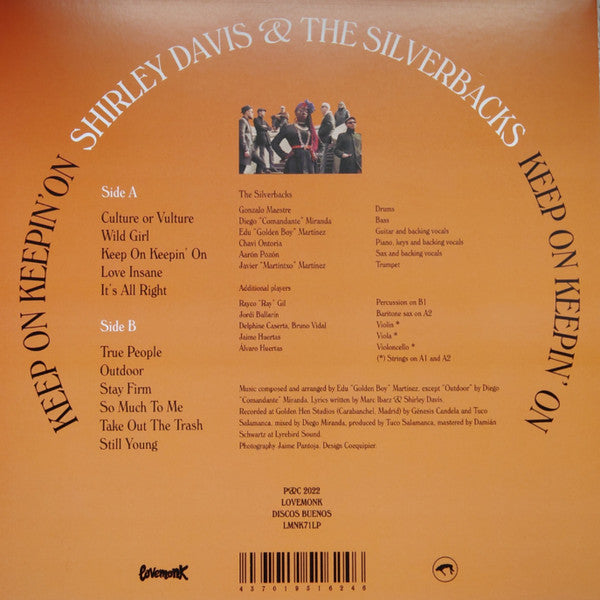 SHIRLEY DAVIS & THE SILVERBACKS
KEEP ON KEEPIN' ON
KEEP ON KEEPIN' ON
Side A
Culture or Vulture
Wild Girl
Keep On Keepin' On
Love Insane
It's All Right
Side B
True People
Outdoor
Stay Firm
So Much To Me
Take Out The Trash
Still Young
The Silverbacks
Gonzalo Maestre Drums
Diego "Comandante" Miranda Bass
Edu "Golden Boy" Martínez Guitar and backing vocals
Chavi Ontoria Piano, keys and backing vocals
Aarón Pozón Sax and backing vocals
Javier "Martintxo" Martínez Trumpet
Additional players
Rayco "Ray" Gil Percussion on B1
Jordi Ballarín Baritone sax on A2
Delphine Caserta, Bruno Vidal Violin *
Jaime Huertas Viola *
Álvaro Huertas Violoncello *
(*) Strings on A1 and A2
Music composed and arranged by Edu "Golden Boy" Martínez, except "Outdoor" by Diego
"Comandante" Miranda. Lyrics written by Marc Ibarz & Shirley Davis.
Recorded at Golden Hen Studios (Carabanchel, Madrid) by Génesis Candela and Tuco
Salamanca, mixed by Diego Miranda, produced by Tuco Salamanca, mastered by Damián
Schwartz at Lyrebird Sound.
Photography Jaime Pantoja. Design Coequipier.
P&C 2022
LOVEMONK
DISCOS BUENOS
LMNK71LP
lovemonk
437019516246